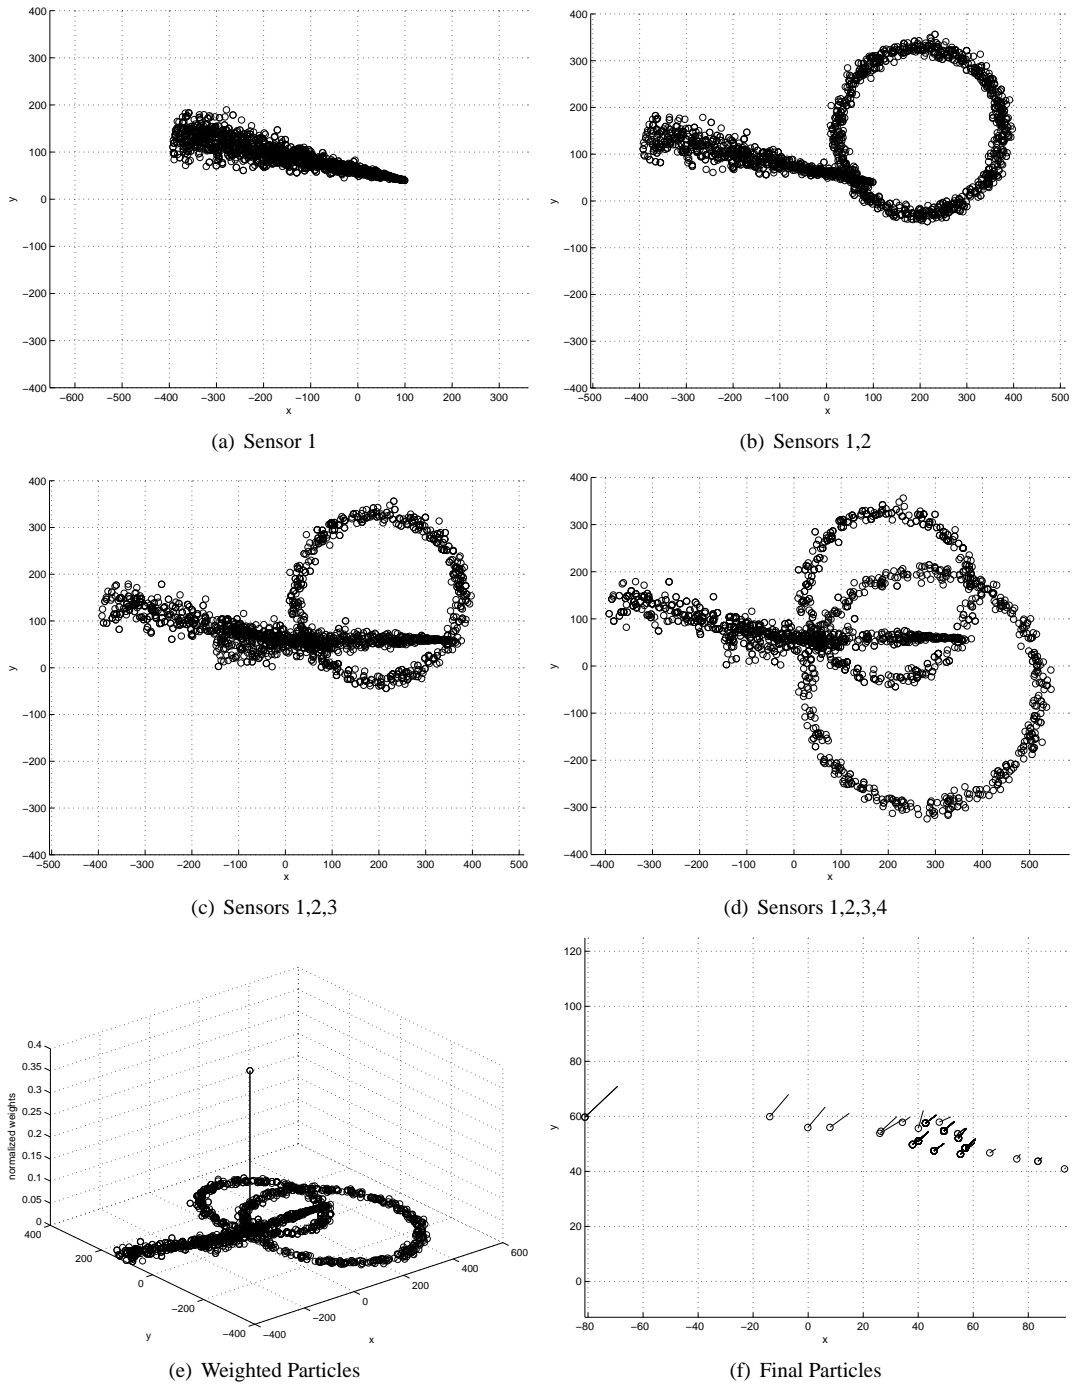 400
300
200
100
0
−100
−200
−300
−400
y
−600 −500 −400 −300 −200 −100 0 100 200 300
x
(a) Sensor 1
400
300
200
100
0
−100
−200
−300
−400
y
−500 −400 −300 −200 −100 0 100 200 300 400 500
x
(b) Sensors 1,2
400
300
200
100
0
−100
−200
−300
−400
y
−500 −400 −300 −200 −100 0 100 200 300 400 500
x
(c) Sensors 1,2,3
400
300
200
100
0
−100
−200
−300
−400
y
−400 −300 −200 −100 0 100 200 300 400 500
x
(d) Sensors 1,2,3,4
0.4
0.35
0.3
0.25
0.2
0.15
0.1
0.05
0
normalized weights
400
200
0
−200
−400
y
−400
−200
0
200
400
600
x
(e) Weighted Particles
120
100
80
60
40
20
0
y
−80 −60 −40 −20 0 20 40 60 80
x
(f) Final Particles